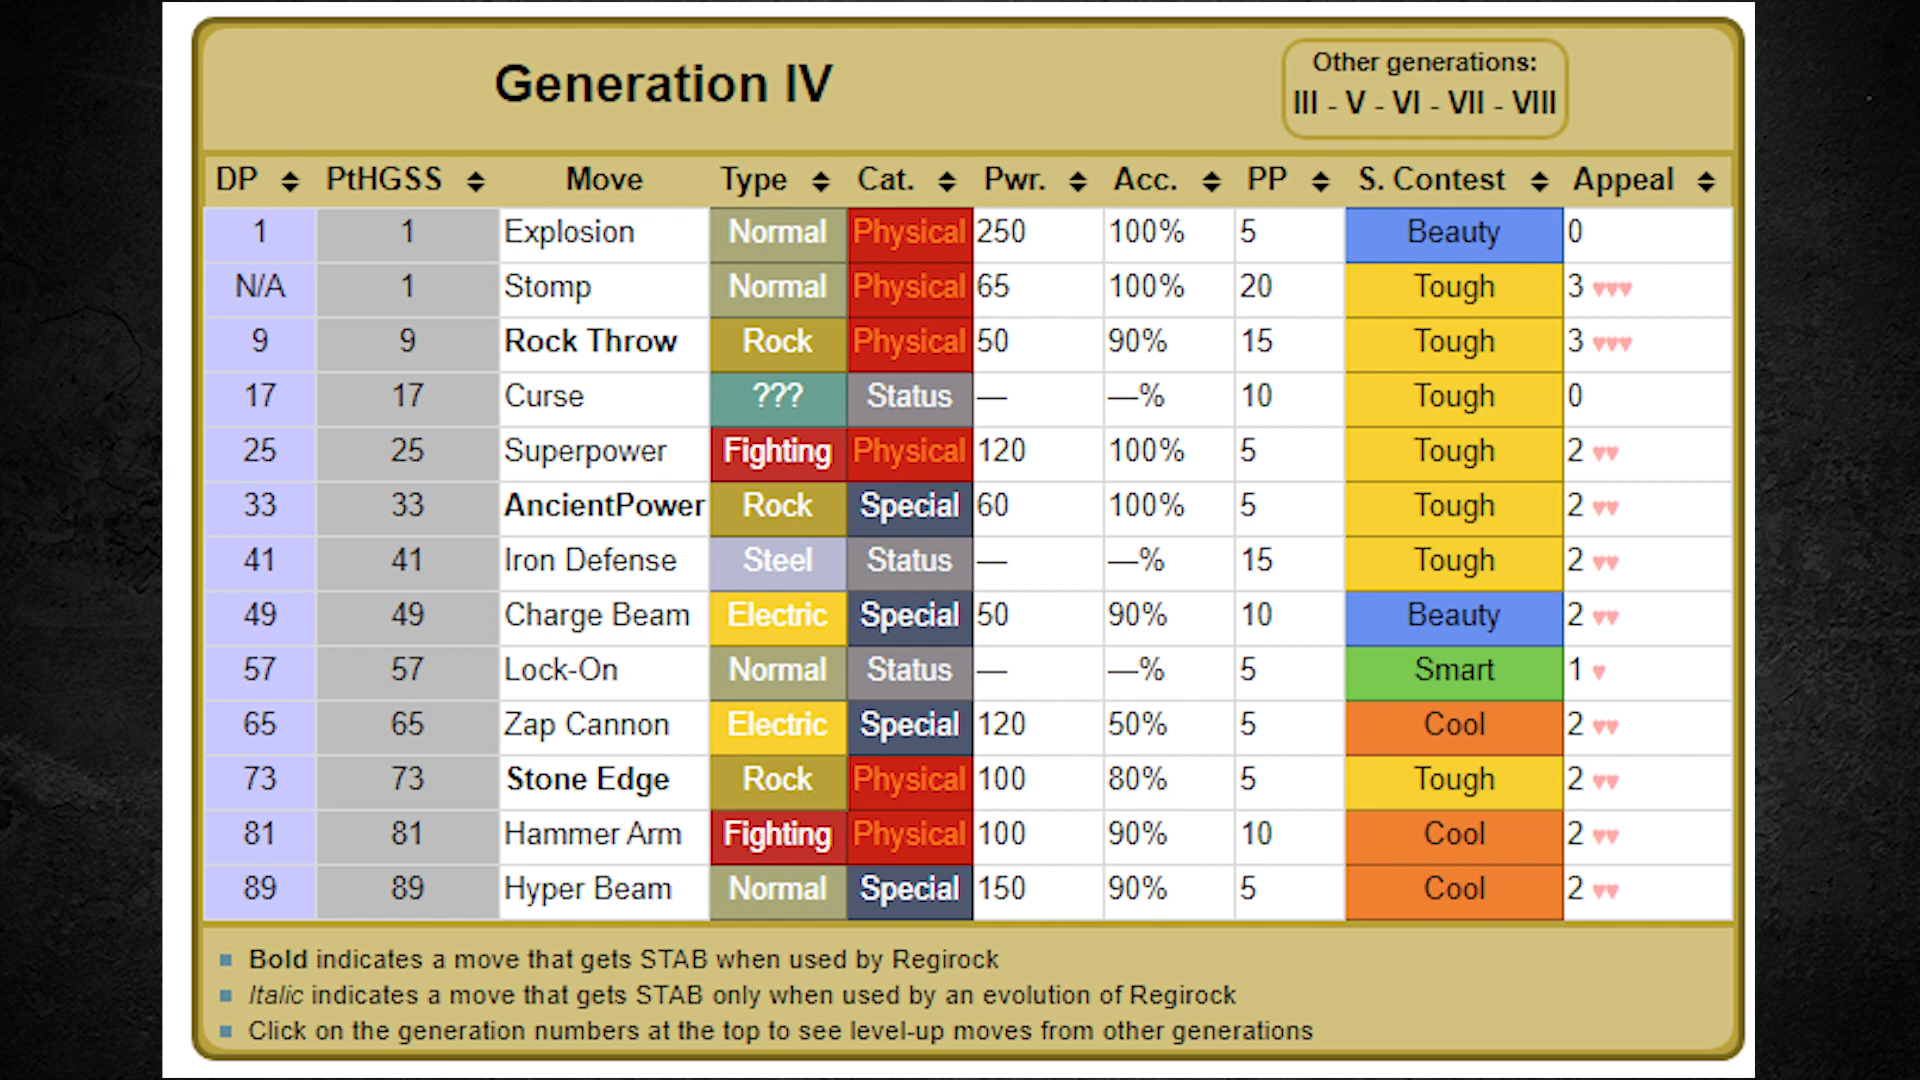 Generation IV
Other generations:
III - V - VI - VII - VIII
DP PtHGSS Move Type Cat. Pwr. Acc. PP S. Contest Appeal
1 1 Explosion Normal Physical 250 100% 5 Beauty 0
N/A 1 Stomp Normal Physical 65 100% 20 Tough 3 ♥♥♥
9 9 Rock Throw Rock Physical 50 90% 15 Tough 3 ♥♥♥
17 17 Curse ??? Status — —% 10 Tough 0
25 25 Superpower Fighting Physical 120 100% 5 Tough 2 ♥♥
33 33 AncientPower Rock Special 60 100% 5 Tough 2 ♥♥
41 41 Iron Defense Steel Status — —% 15 Tough 2 ♥♥
49 49 Charge Beam Electric Special 50 90% 10 Beauty 2 ♥♥
57 57 Lock-On Normal Status — —% 5 Smart 1 ♥
65 65 Zap Cannon Electric Special 120 50% 5 Cool 2 ♥♥
73 73 Stone Edge Rock Physical 100 80% 5 Tough 2 ♥♥
81 81 Hammer Arm Fighting Physical 100 90% 10 Cool 2 ♥♥
89 89 Hyper Beam Normal Special 150 90% 5 Cool 2 ♥♥
Bold indicates a move that gets STAB when used by Regirock
Italic indicates a move that gets STAB only when used by an evolution of Regirock
Click on the generation numbers at the top to see level-up moves from other generations